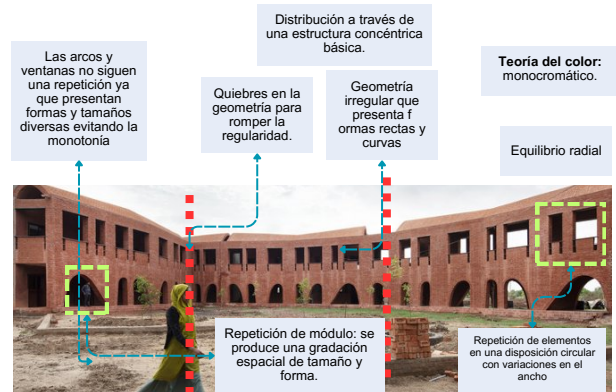 Distribución a través de
una estructura concéntrica
básica.
Las arcos y
ventanas no siguen
una repetición ya
que presentan
formas y tamaños
diversas evitando la
monotonía
Quiebres en la
geometría para
romper la
regularidad.
Geometría
irregular que
presenta f
ormas rectas y
curvas
Teoría del color:
monocromático.
Equilibrio radial
Repetición de módulo: se
produce una gradación
espacial de tamaño y
forma.
Repetición de elementos
en una disposición circular
con variaciones en el
ancho